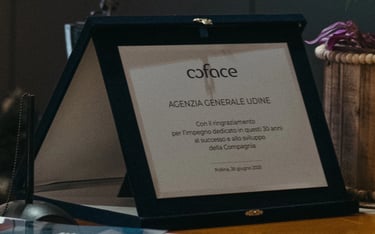 coface
AGENZIA GENERALE UDINE
Con il ringraziamento
per l'impegno dedicato in questi 30 anni
al successo e allo sviluppo
della Compagnia
giugno